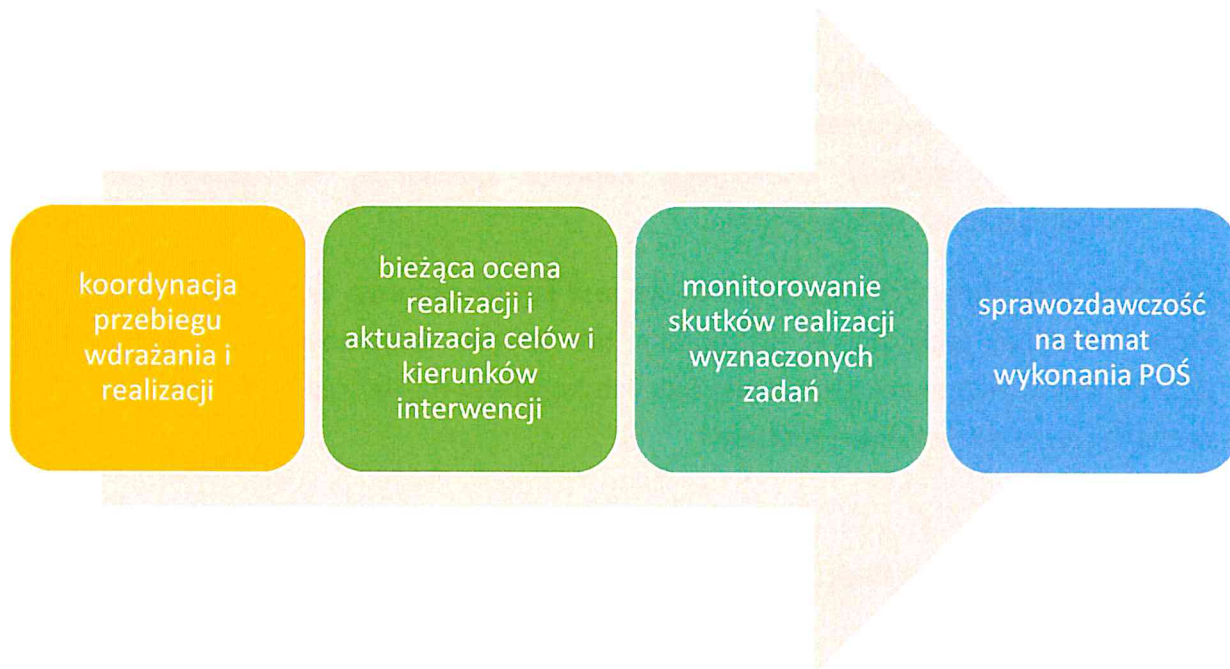 koordynacja
przebiegu
wdrażania i
realizacji
bieżąca ocena
realizacji i
aktualizacja celów i
kierunków
interwencji
monitorowanie
skutków realizacji
wyznaczonych
zadań
sprawozdawczość
na temat
wykonania POŚ